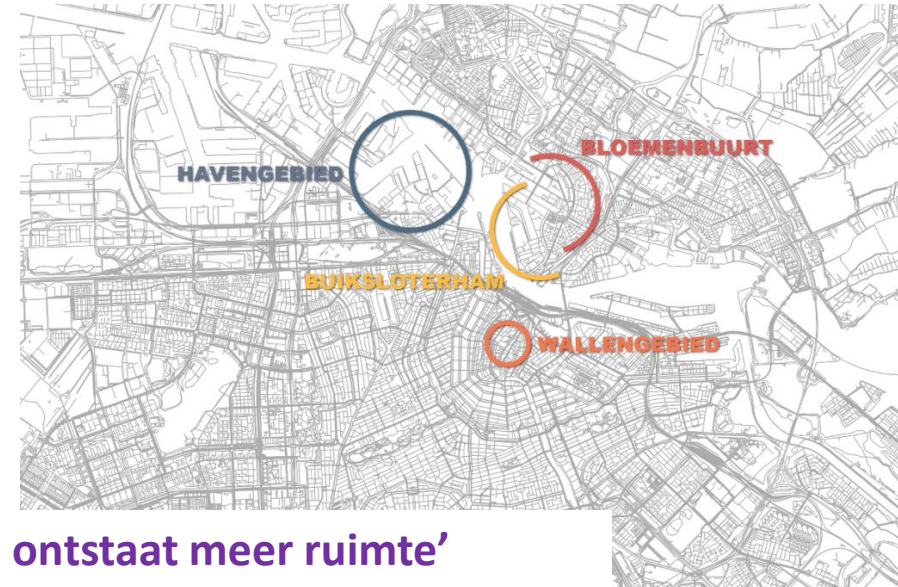 BLOEMENBUURT
HAVENGEBIED
BUIKSLOTERHAM
WALLENGEBIED
ontstaat meer ruimte’